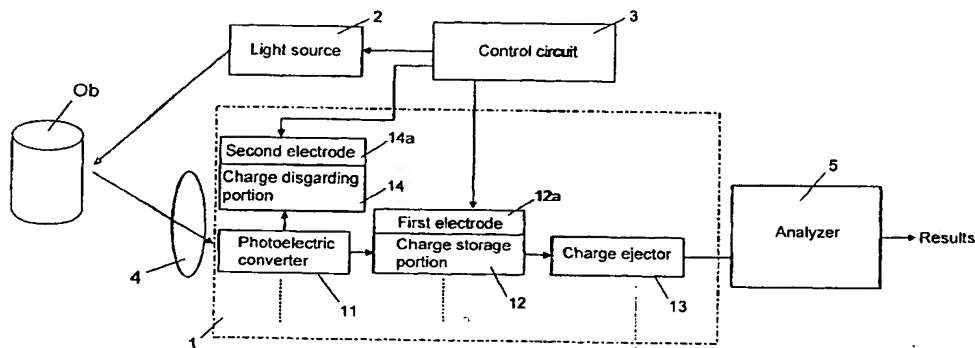 2
3
Light source
Control circuit
Ob
14a
Second electrode
Charge disgarding
portion
14
12a
5
First electrode
Analyzer
Results
Photoelectric
converter
Charge storage
portion
Charge ejector
4
11
12
13
1